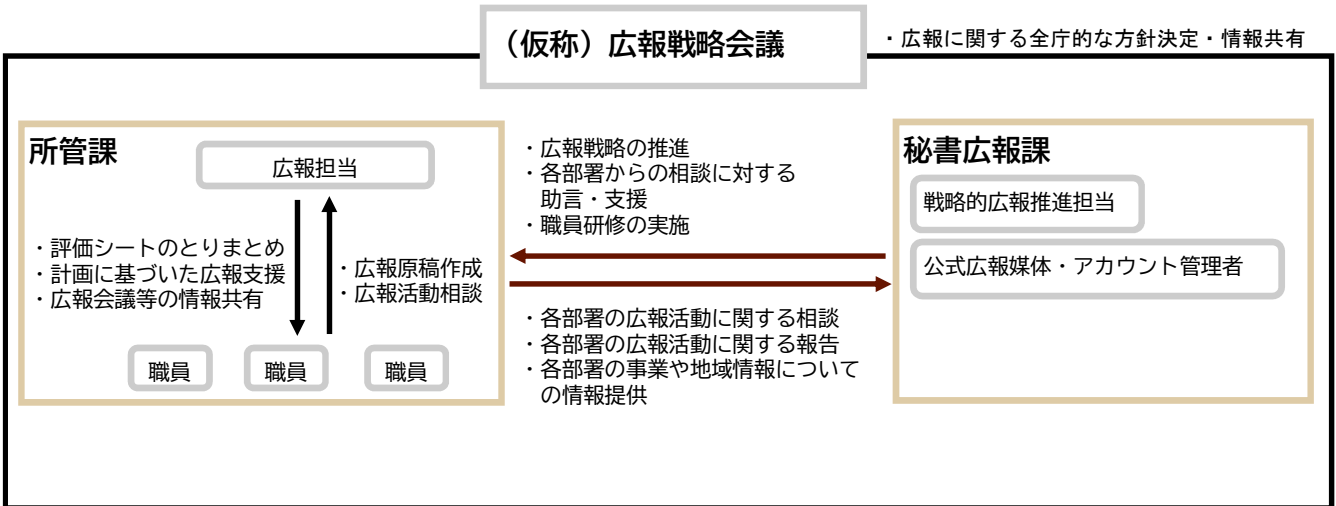 （仮称）広報戦略会議
・広報に関する全庁的な方針決定・情報共有
所管課
広報担当
・評価シートのとりまとめ
・計画に基づいた広報支援
・広報会議等の情報共有
・広報原稿作成
・広報活動相談
職員
職員
職員
・広報戦略の推進
・各部署からの相談に対する
助言・支援
・職員研修の実施
・各部署の広報活動に関する相談
・各部署の広報活動に関する報告
・各部署の事業や地域情報について
の情報提供
秘書広報課
戦略的広報推進担当
公式広報媒体・アカウント管理者